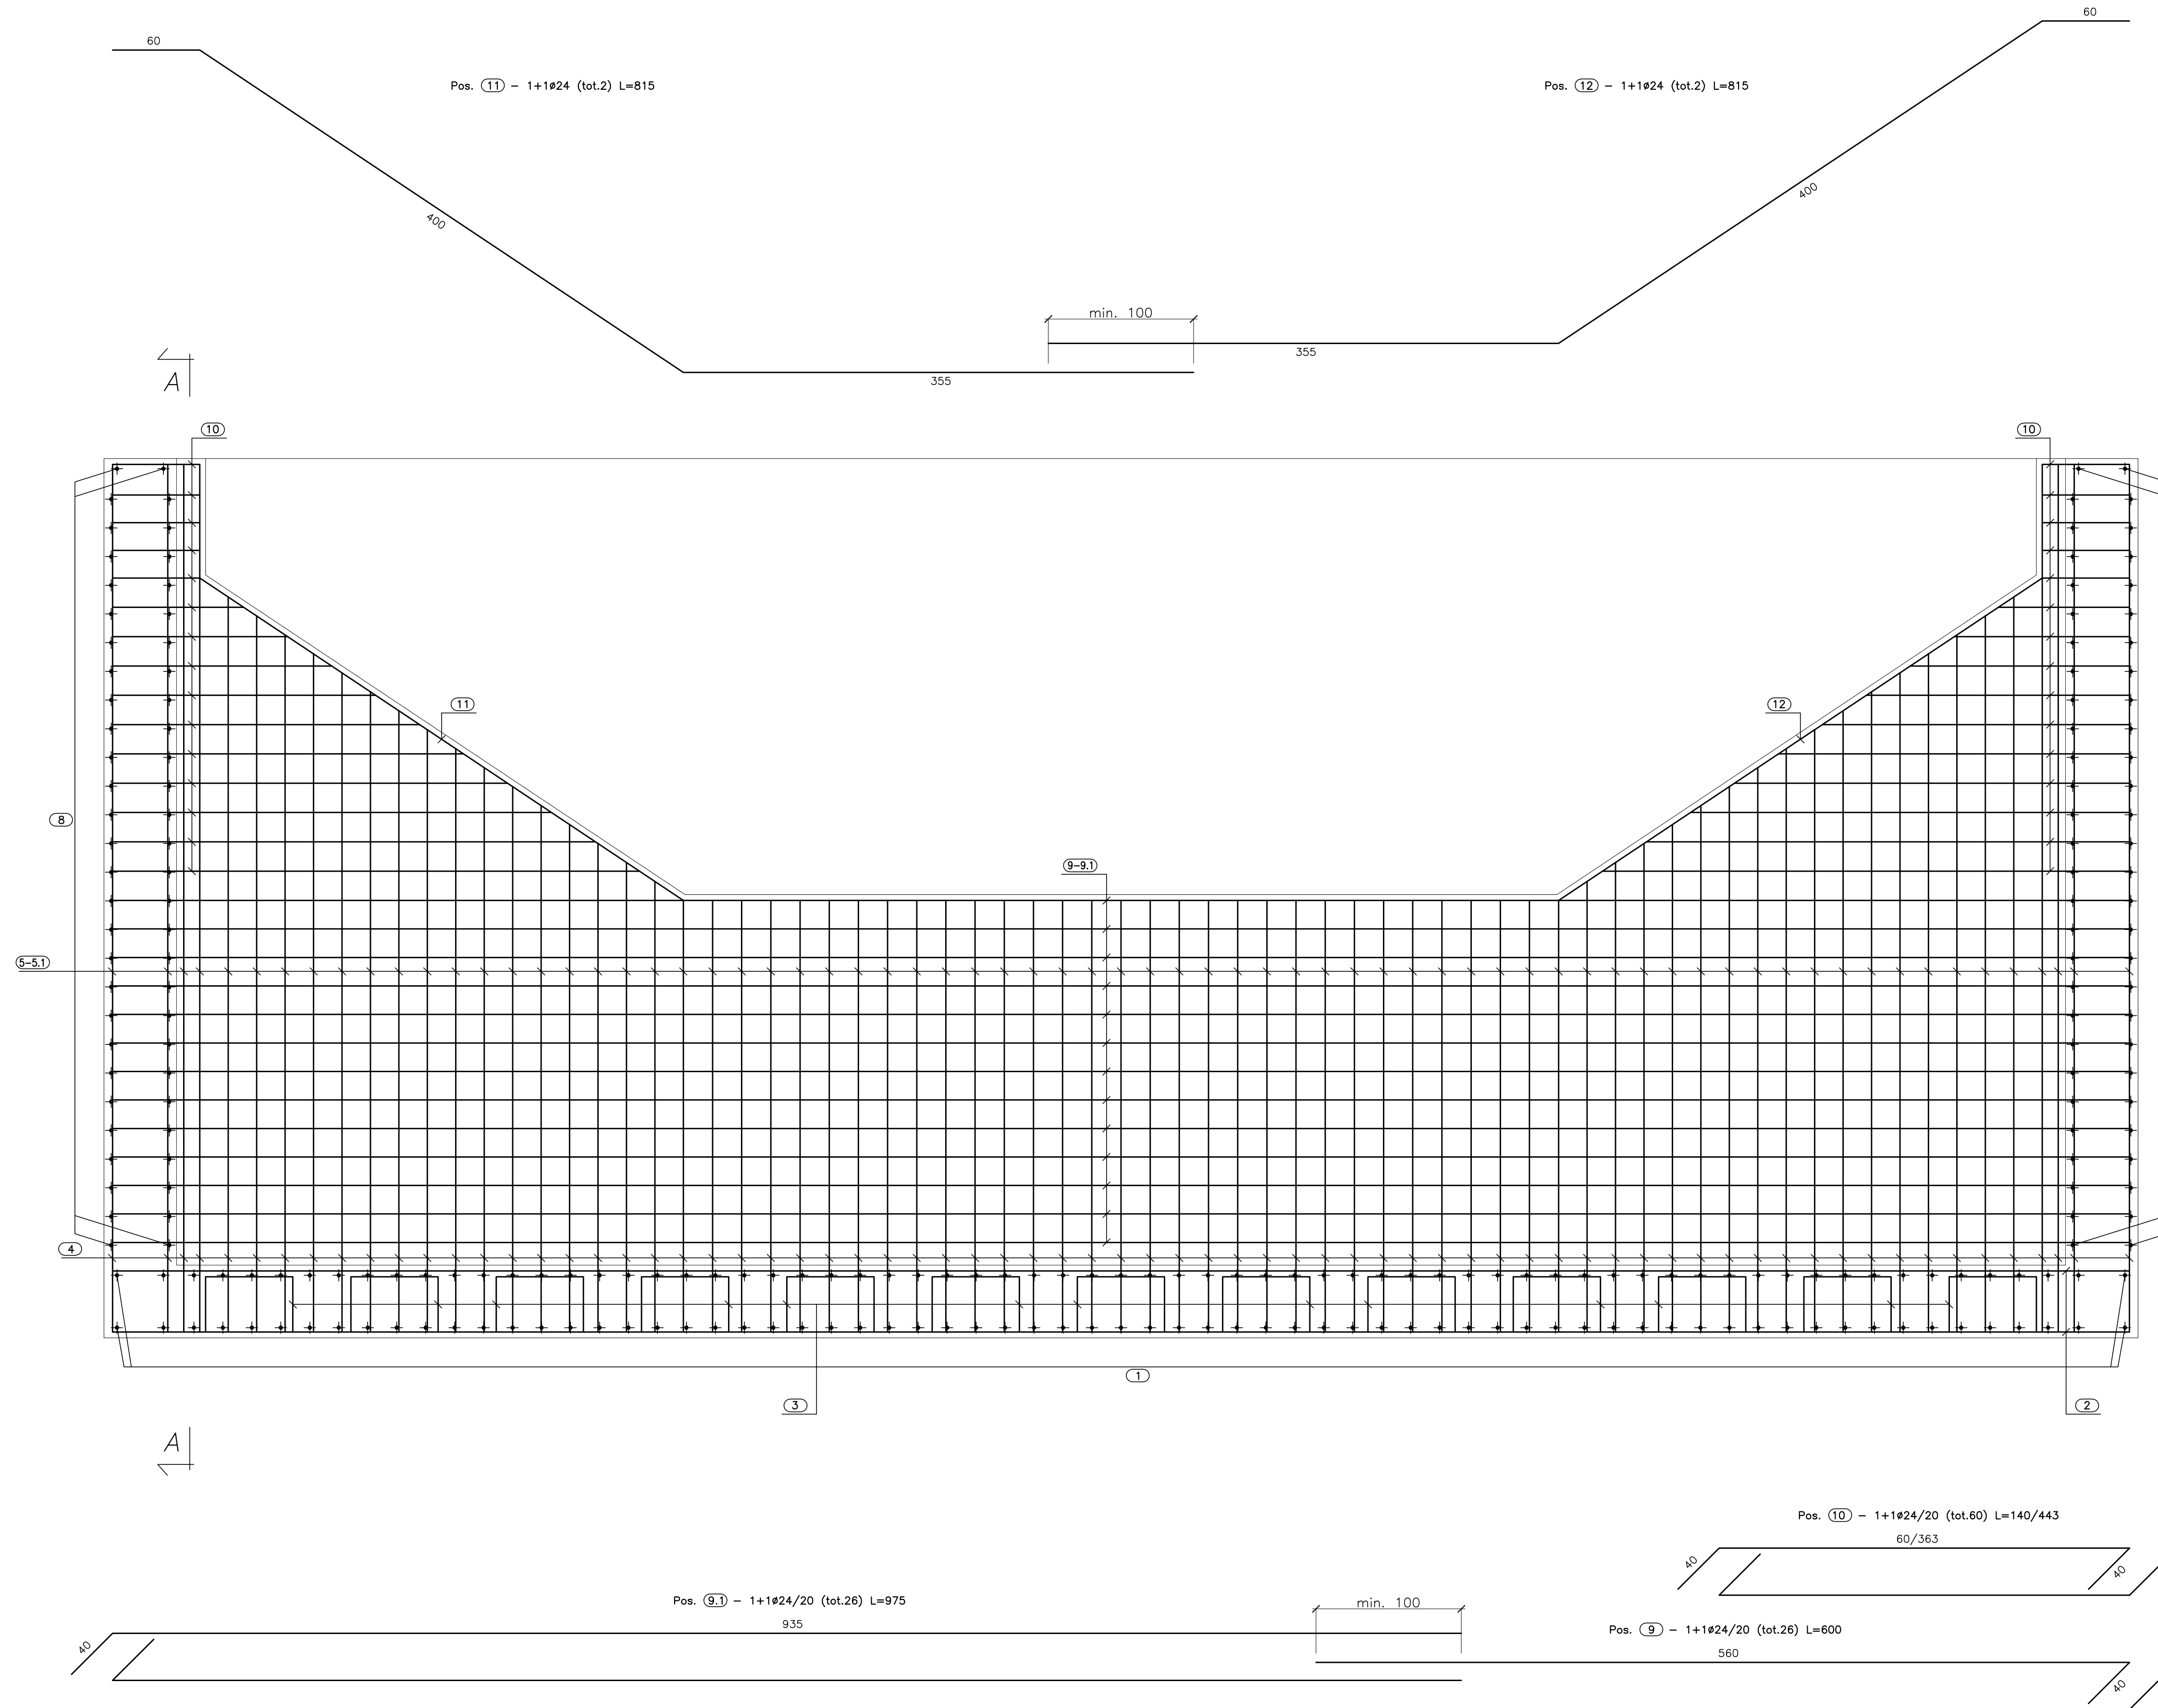 60
60
Pos. 11 – 1+1ø24 (tot.2) L=815
Pos. 12 – 1+1ø24 (tot.2) L=815
400
400
min. 100
355
355
A
10
10
11
12
8
9–9.1
5–5.1
4
1
3
2
A
Pos. 10 – 1+1ø24/20 (tot.60) L=140/443
60/363
40
40
Pos. 9.1 – 1+1ø24/20 (tot.26) L=975
min. 100
935
40
Pos. 9 – 1+1ø24/20 (tot.26) L=600
560
40